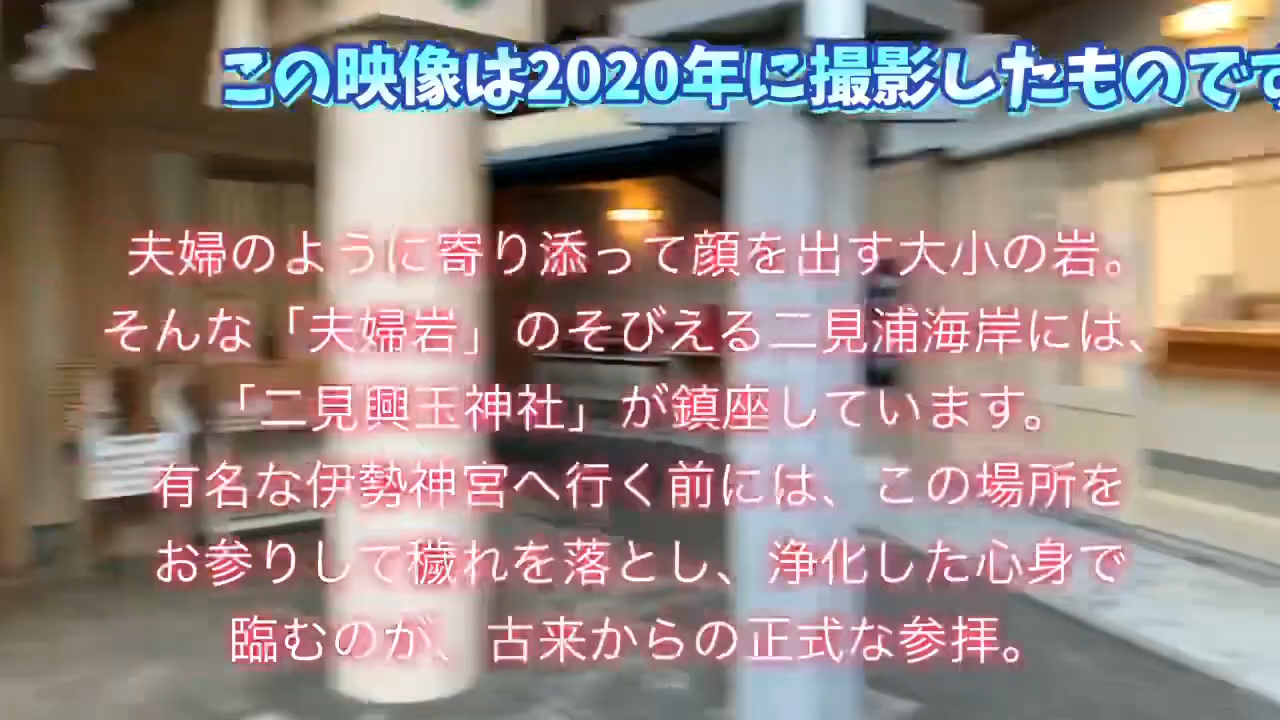 この映像は2020年に撮影したものです
夫婦のように寄り添って顔を出す大小の岩。
そんな「夫婦岩」のそびえる二見浦海岸には、
「二見興玉神社」が鎮座しています。
有名な伊勢神宮へ行く前には、この場所を
お参りして穢れを落とし、浄化した心身で
臨むのが、古来からの正式な参拝。